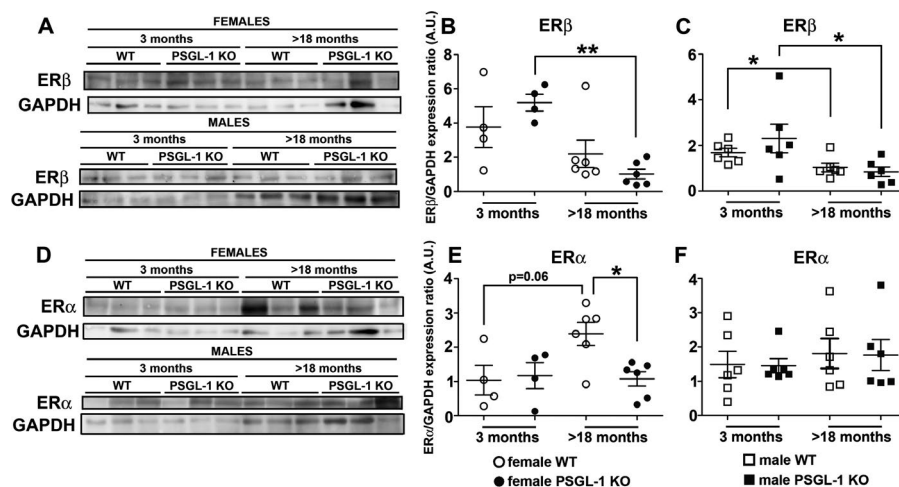 A
FEMALES
3 months >18 months
WT PSGL-1 KO WT PSGL-1 KO
ERβ
GAPDH
MALES
3 months >18 months
WT PSGL-1 KO WT PSGL-1 KO
ERβ
GAPDH
B
ERβ
ERβ/GAPDH expression ratio (A.U.)
8
6
4
2
0
**
3 months >18 months
C
ERβ
6
4
2
0
* *
3 months >18 months
D
FEMALES
3 months >18 months
WT PSGL-1 KO WT PSGL-1 KO
ERα
GAPDH
MALES
3 months >18 months
WT PSGL-1 KO WT PSGL-1 KO
ERα
GAPDH
E
ERα
ERα/GAPDH expression ratio (A.U.)
4
3
2
1
0
p=0.06 *
3 months >18 months
female WT
female PSGL-1 KO
F
ERα
4
3
2
1
0
3 months >18 months
male WT
male PSGL-1 KO